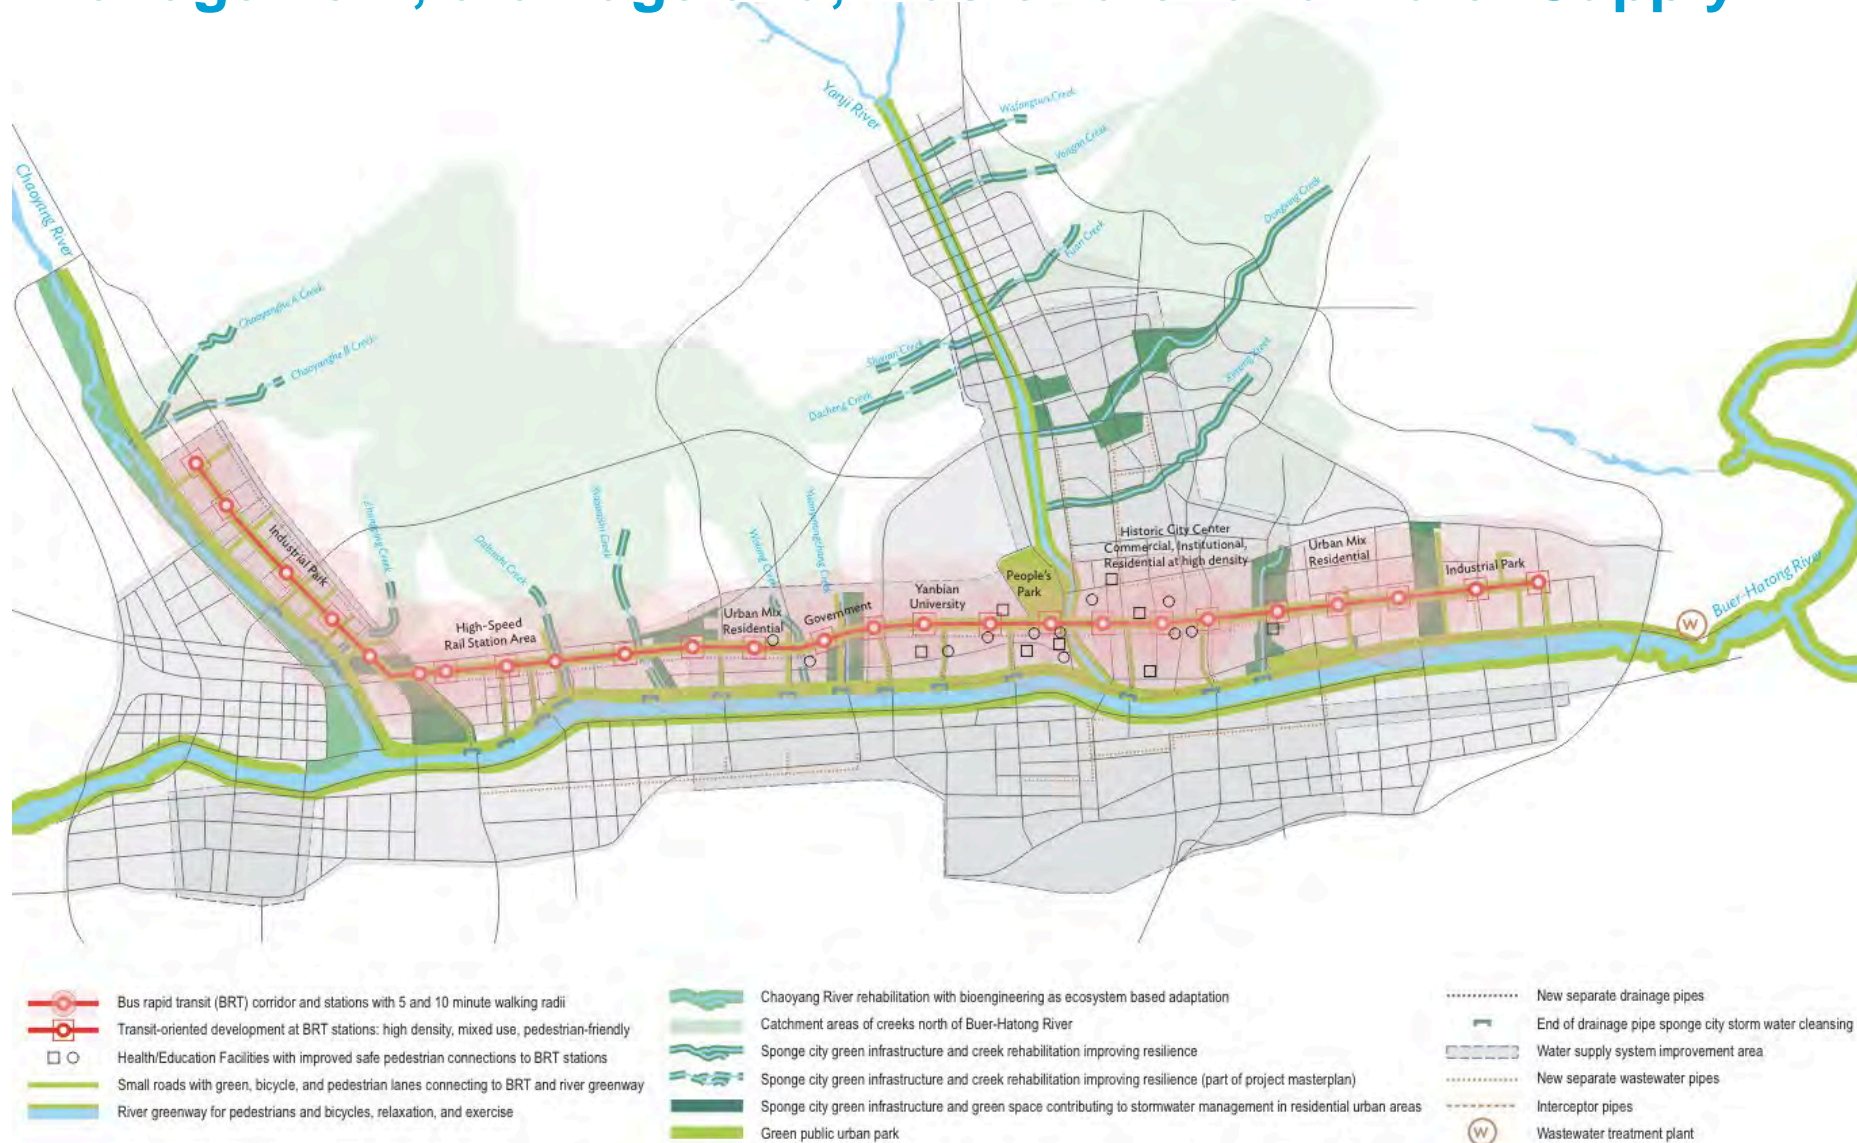 Yanji River
Wafangtun Creek
Yongan Creek
Dongxing Creek
Fuan Creek
Chaoyang River
Chaoyanghe A Creek
Chaoyanghe B Creek
Dacheng Creek
Industrial Park
High-Speed
Rail Station Area
Urban Mix
Residential
Government
Yanbian
University
People's
Park
Historic City Center
Commercial, Institutional,
Residential at high density
Urban Mix
Residential
Industrial Park
Buer-Hatong River
W
Bus rapid transit (BRT) corridor and stations with 5 and 10 minute walking radii
Transit-oriented development at BRT stations: high density, mixed use, pedestrian-friendly
Health/Education Facilities with improved safe pedestrian connections to BRT stations
Small roads with green, bicycle, and pedestrian lanes connecting to BRT and river greenway
River greenway for pedestrians and bicycles, relaxation, and exercise
Chaoyang River rehabilitation with bioengineering as ecosystem based adaptation
Catchment areas of creeks north of Buer-Hatong River
Sponge city green infrastructure and creek rehabilitation improving resilience
Sponge city green infrastructure and creek rehabilitation improving resilience (part of project masterplan)
Sponge city green infrastructure and green space contributing to stormwater management in residential urban areas
Green public urban park
New separate drainage pipes
End of drainage pipe sponge city storm water cleansing
Water supply system improvement area
New separate wastewater pipes
Interceptor pipes
W
Wastewater treatment plant